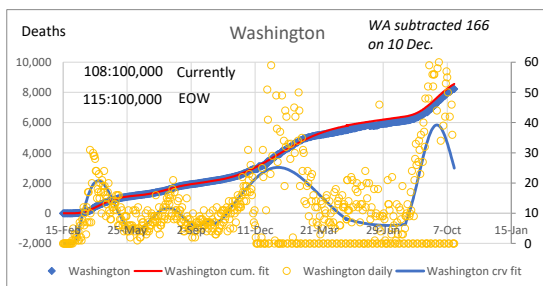 Deaths
Washington
WA subtracted 166
on 10 Dec.
108:100,000 Currently
115:100,000 EOW
10,000
8,000
6,000
4,000
2,000
0
-2,000
60
50
40
30
20
10
0
15-Feb 25-May 2-Sep 11-Dec 21-Mar 29-Jun 7-Oct 15-Jan
Washington Washington cum. fit Washington daily Washington crv fit